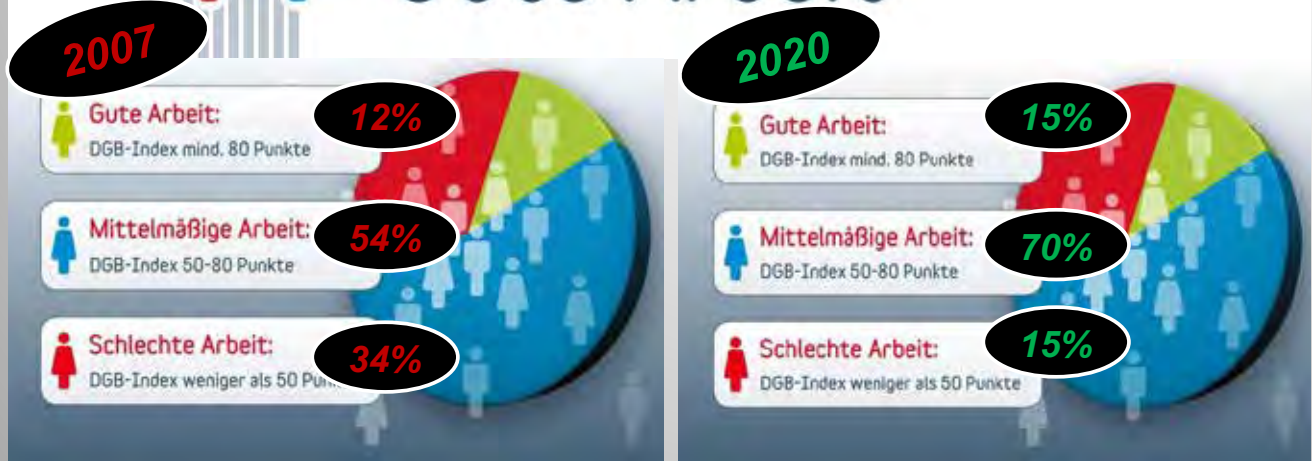 2007
Gute Arbeit:
DGB-Index mind. 80 Punkte
12%
Mittelmäßige Arbeit:
DGB-Index 50-80 Punkte
54%
Schlechte Arbeit:
DGB-Index weniger als 50
34%
2020
Gute Arbeit:
DGB-Index mind. 80 Punkte
15%
Mittelmäßige Arbeit:
DGB-Index 50-80 Punkte
70%
Schlechte Arbeit:
DGB-Index weniger als 50 Punkte
15%